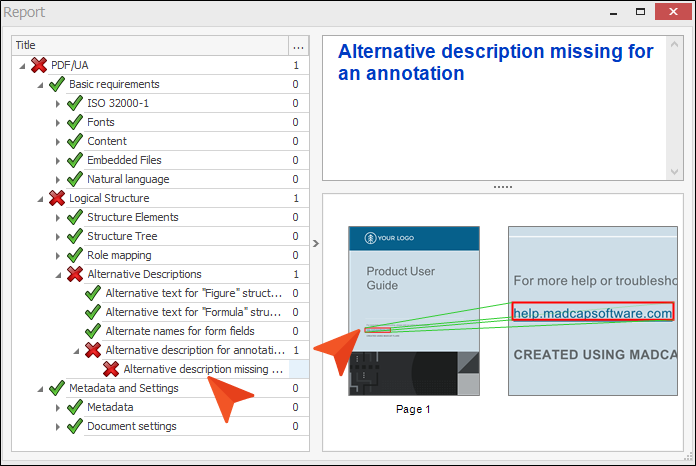 Report
Title ...
PDF/UA 1
Basic requirements 0
ISO 32000-1 0
Fonts 0
Content 0
Embedded Files 0
Natural language 0
Logical Structure 1
Structure Elements 0
Structure Tree 0
Role mapping 0
Alternative Descriptions 1
Alternative text for "Figure" struct... 0
Alternative text for "Formula" stru... 0
Alternate names for form fields 0
Alternative description for annotati... 1
Alternative description missing ...
Metadata and Settings 0
Metadata 0
Document settings 0
Alternative description missing for
an annotation
YOUR LOGO
Product User
Guide
Page 1
For more help or troublesho
help.madcapsoftware.com
CREATED USING MADCA